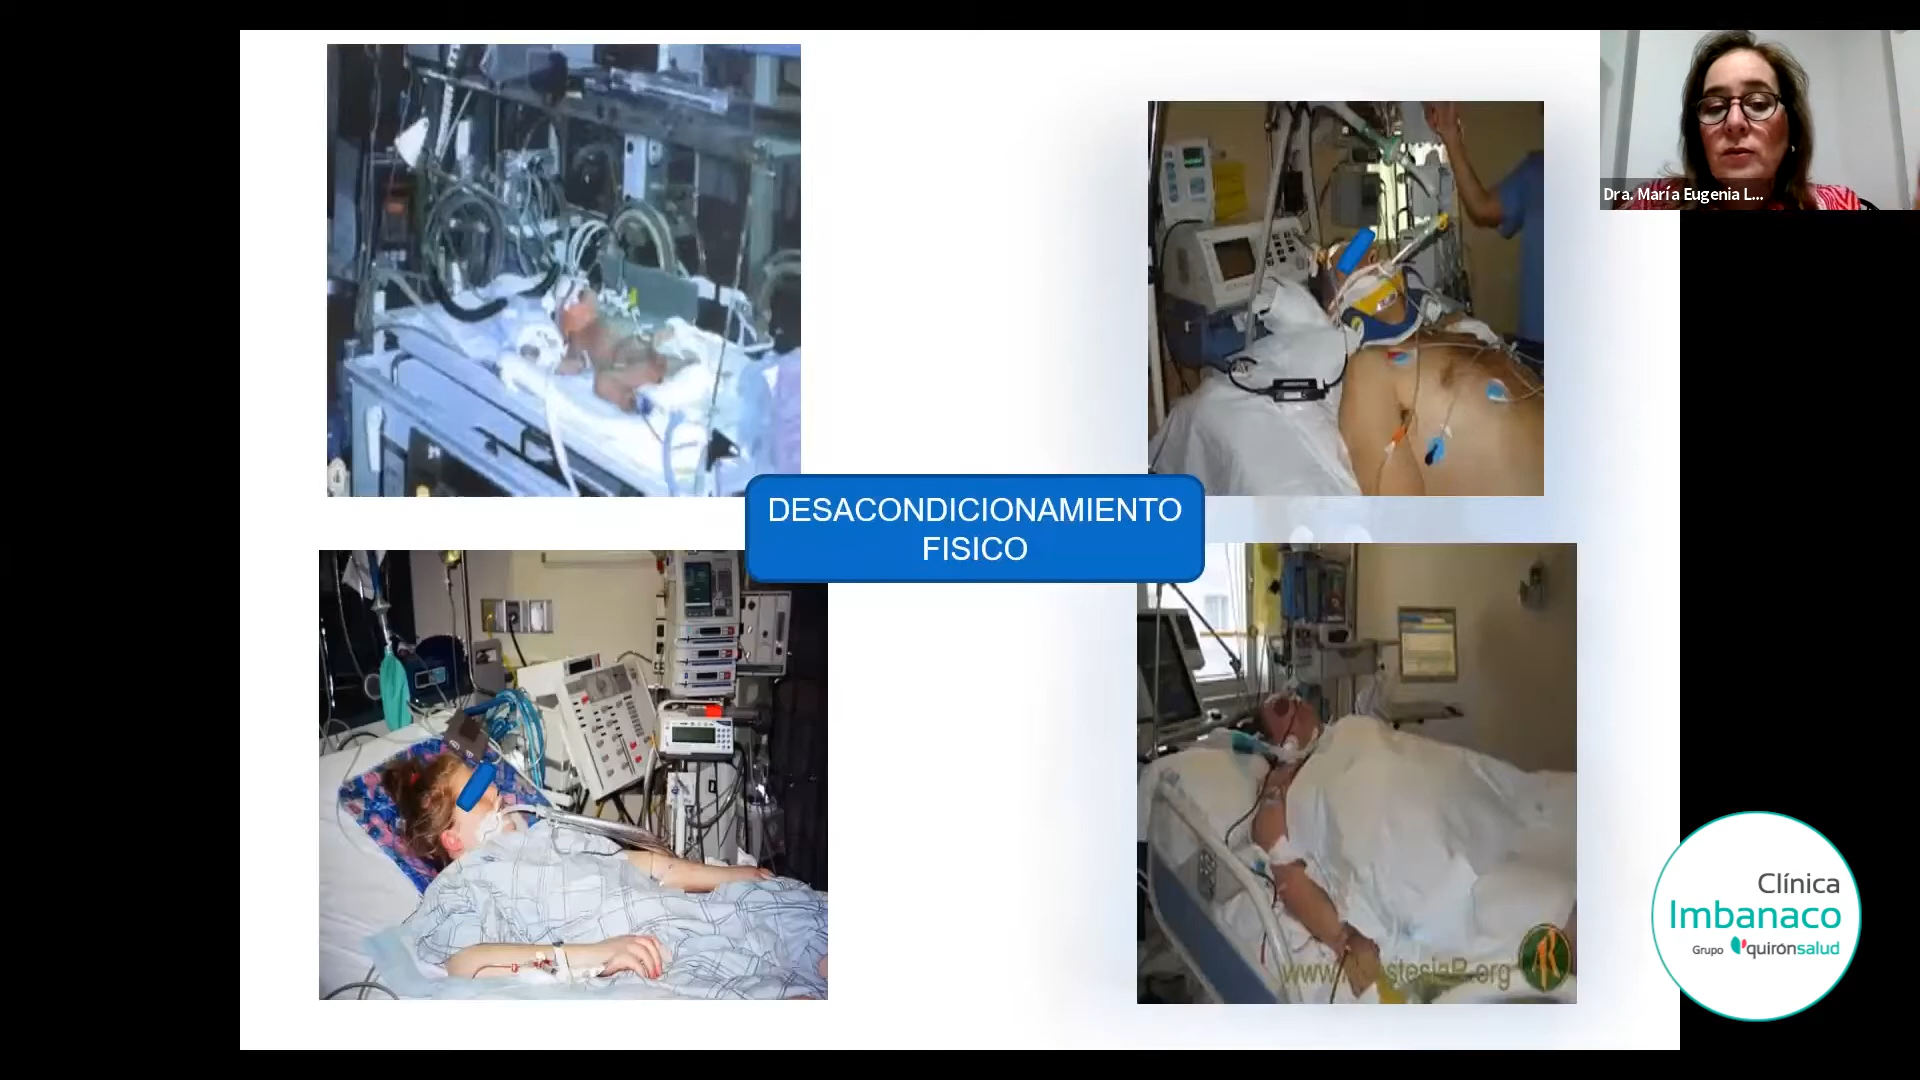 Dra. María Eugenia L...
DESACONDICIONAMIENTO
FISICO
Clínica
Imbanaco
Grupo quirónsalud